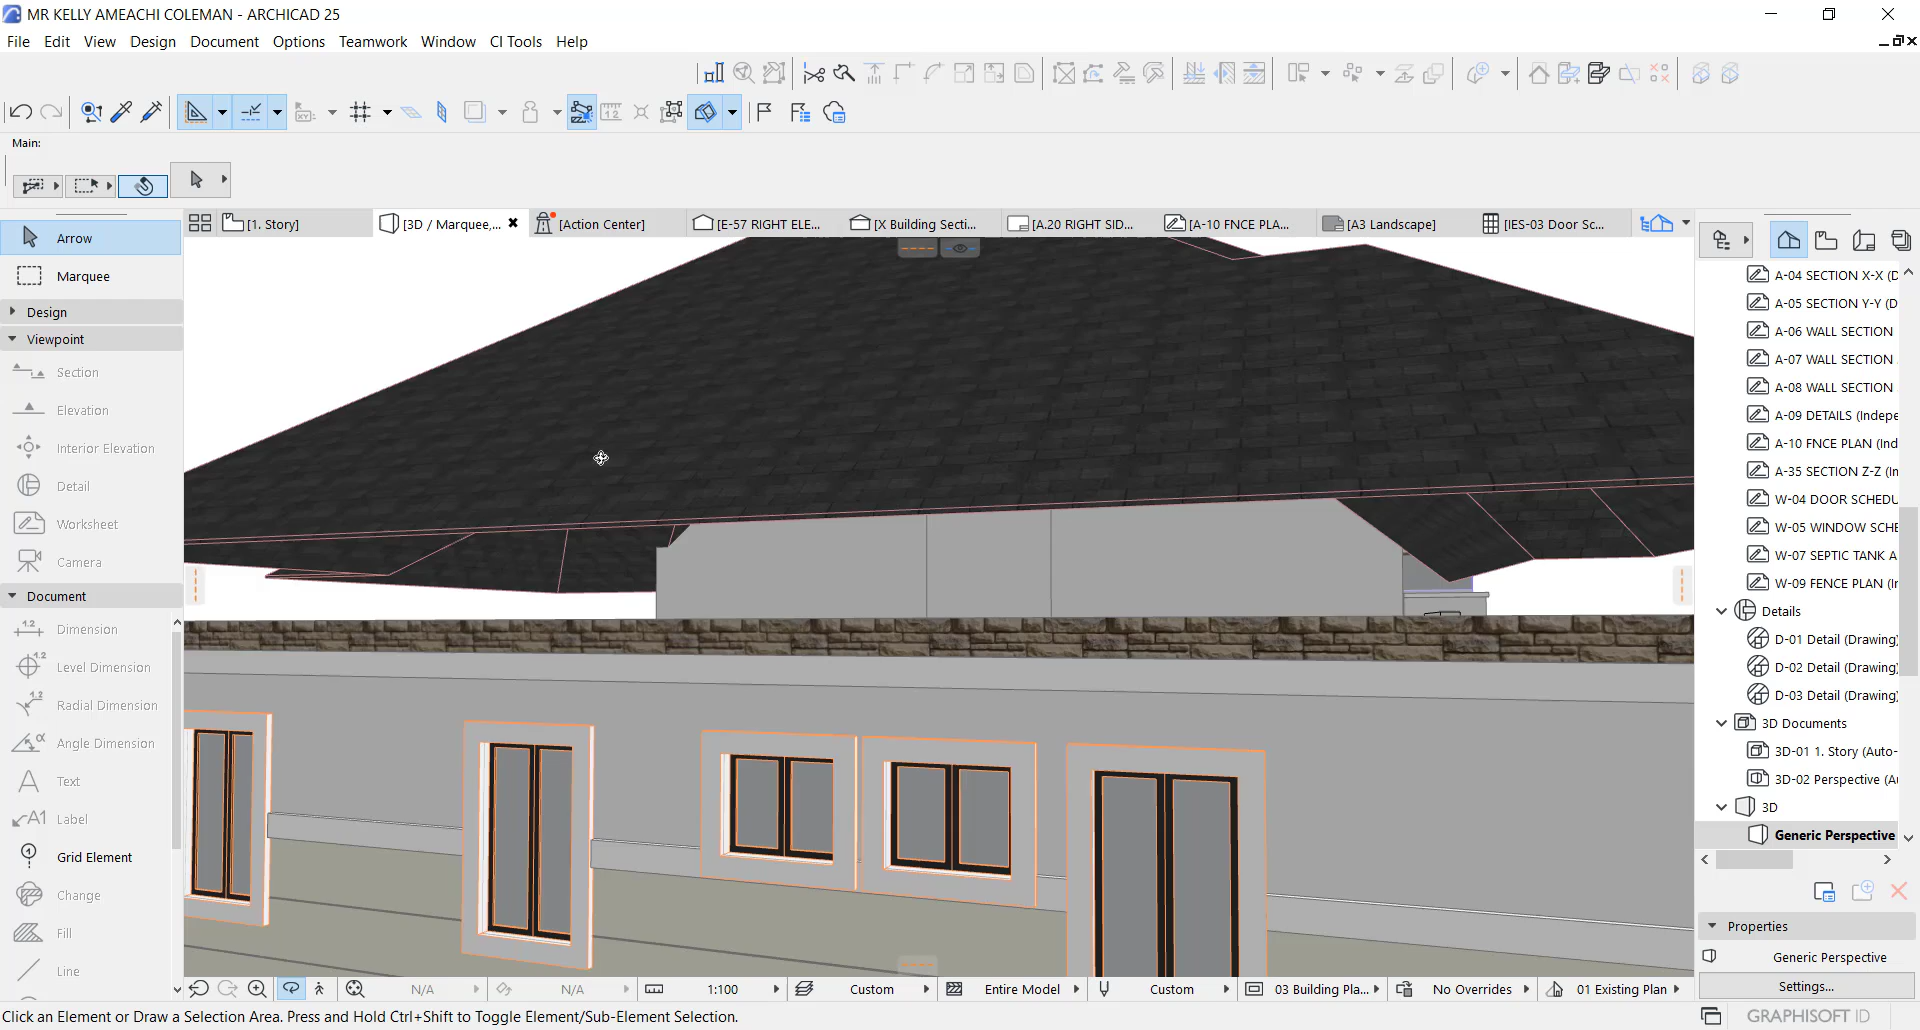 MR KELLY AMEACHI COLEMAN - ARCHICAD 25
File Edit View Design Document Options Teamwork Window CI Tools Help
Main:
[1. Story]
[3D / Marquee,...
[Action Center]
[E-57 RIGHT ELE...
[X Building Secti...
[A.20 RIGHT SID...
[A-10 FNCE PLA...
[A3 Landscape]
[IES-03 Door Sc...
Arrow
Marquee
Design
Viewpoint
Section
Elevation
Interior Elevation
Detail
Worksheet
Camera
Document
Dimension
Level Dimension
Radial Dimension
Angle Dimension
Text
Label
Grid Element
Change
Fill
Line
A-04 SECTION X-X (D
A-05 SECTION Y-Y (D
A-06 WALL SECTION
A-07 WALL SECTION
A-08 WALL SECTION
A-09 DETAILS (Indepe
A-10 FNCE PLAN (Ind
A-35 SECTION Z-Z (In
W-04 DOOR SCHEDU
W-05 WINDOW SCHE
W-07 SEPTIC TANK A
W-09 FENCE PLAN (Ir
Details
D-01 Detail (Drawing)
D-02 Detail (Drawing)
D-03 Detail (Drawing)
3D Documents
3D-01 1. Story (Auto-
3D-02 Perspective (Au
3D
Generic Perspective
Properties
Generic Perspective
Settings...
N/A
N/A
1:100
Custom
Entire Model
Custom
03 Building Pla...
No Overrides
01 Existing Plan
Click an Element or Draw a Selection Area. Press and Hold Ctrl+Shift to Toggle Element/Sub-Element Selection.
GRAPHISOFT ID